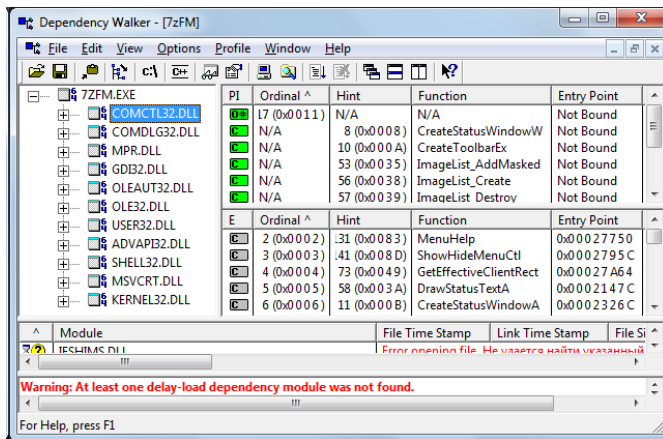 Dependency Walker - [7zFM]
File Edit View Options Profile Window Help
c:\ C++
7ZFM.EXE
COMCTL32.DLL
COMDLG32.DLL
MPR.DLL
GDI32.DLL
OLEAUT32.DLL
OLE32.DLL
USER32.DLL
ADVAPI32.DLL
SHELL32.DLL
MSVCRT.DLL
KERNEL32.DLL
PI Ordinal ^ Hint Function Entry Point
O# 17 (0x0011) N/A N/A Not Bound
C N/A 8 (0x0008) CreateStatusWindowW Not Bound
C N/A 10 (0x000A) CreateToolbarEx Not Bound
C N/A 53 (0x0035) ImageList_AddMasked Not Bound
C N/A 56 (0x0038) ImageList_Create Not Bound
C N/A 57 (0x0039) ImageList_Destroy Not Bound
E Ordinal ^ Hint Function Entry Point
C 2 (0x0002) 131 (0x0083) MenuHelp 0x00027750
C 3 (0x0003) 141 (0x008D) ShowHideMenuCtl 0x0002795C
C 4 (0x0004) 73 (0x0049) GetEffectiveClientRect 0x00027A64
C 5 (0x0005) 58 (0x003A) DrawStatusTextA 0x0002147C
C 6 (0x0006) 11 (0x000B) CreateStatusWindowA 0x0002326C
^ Module File Time Stamp Link Time Stamp File Si
IESHIMS.DLL Error opening file. Не удается найти указанный
Warning: At least one delay-load dependency module was not found.
For Help, press F1